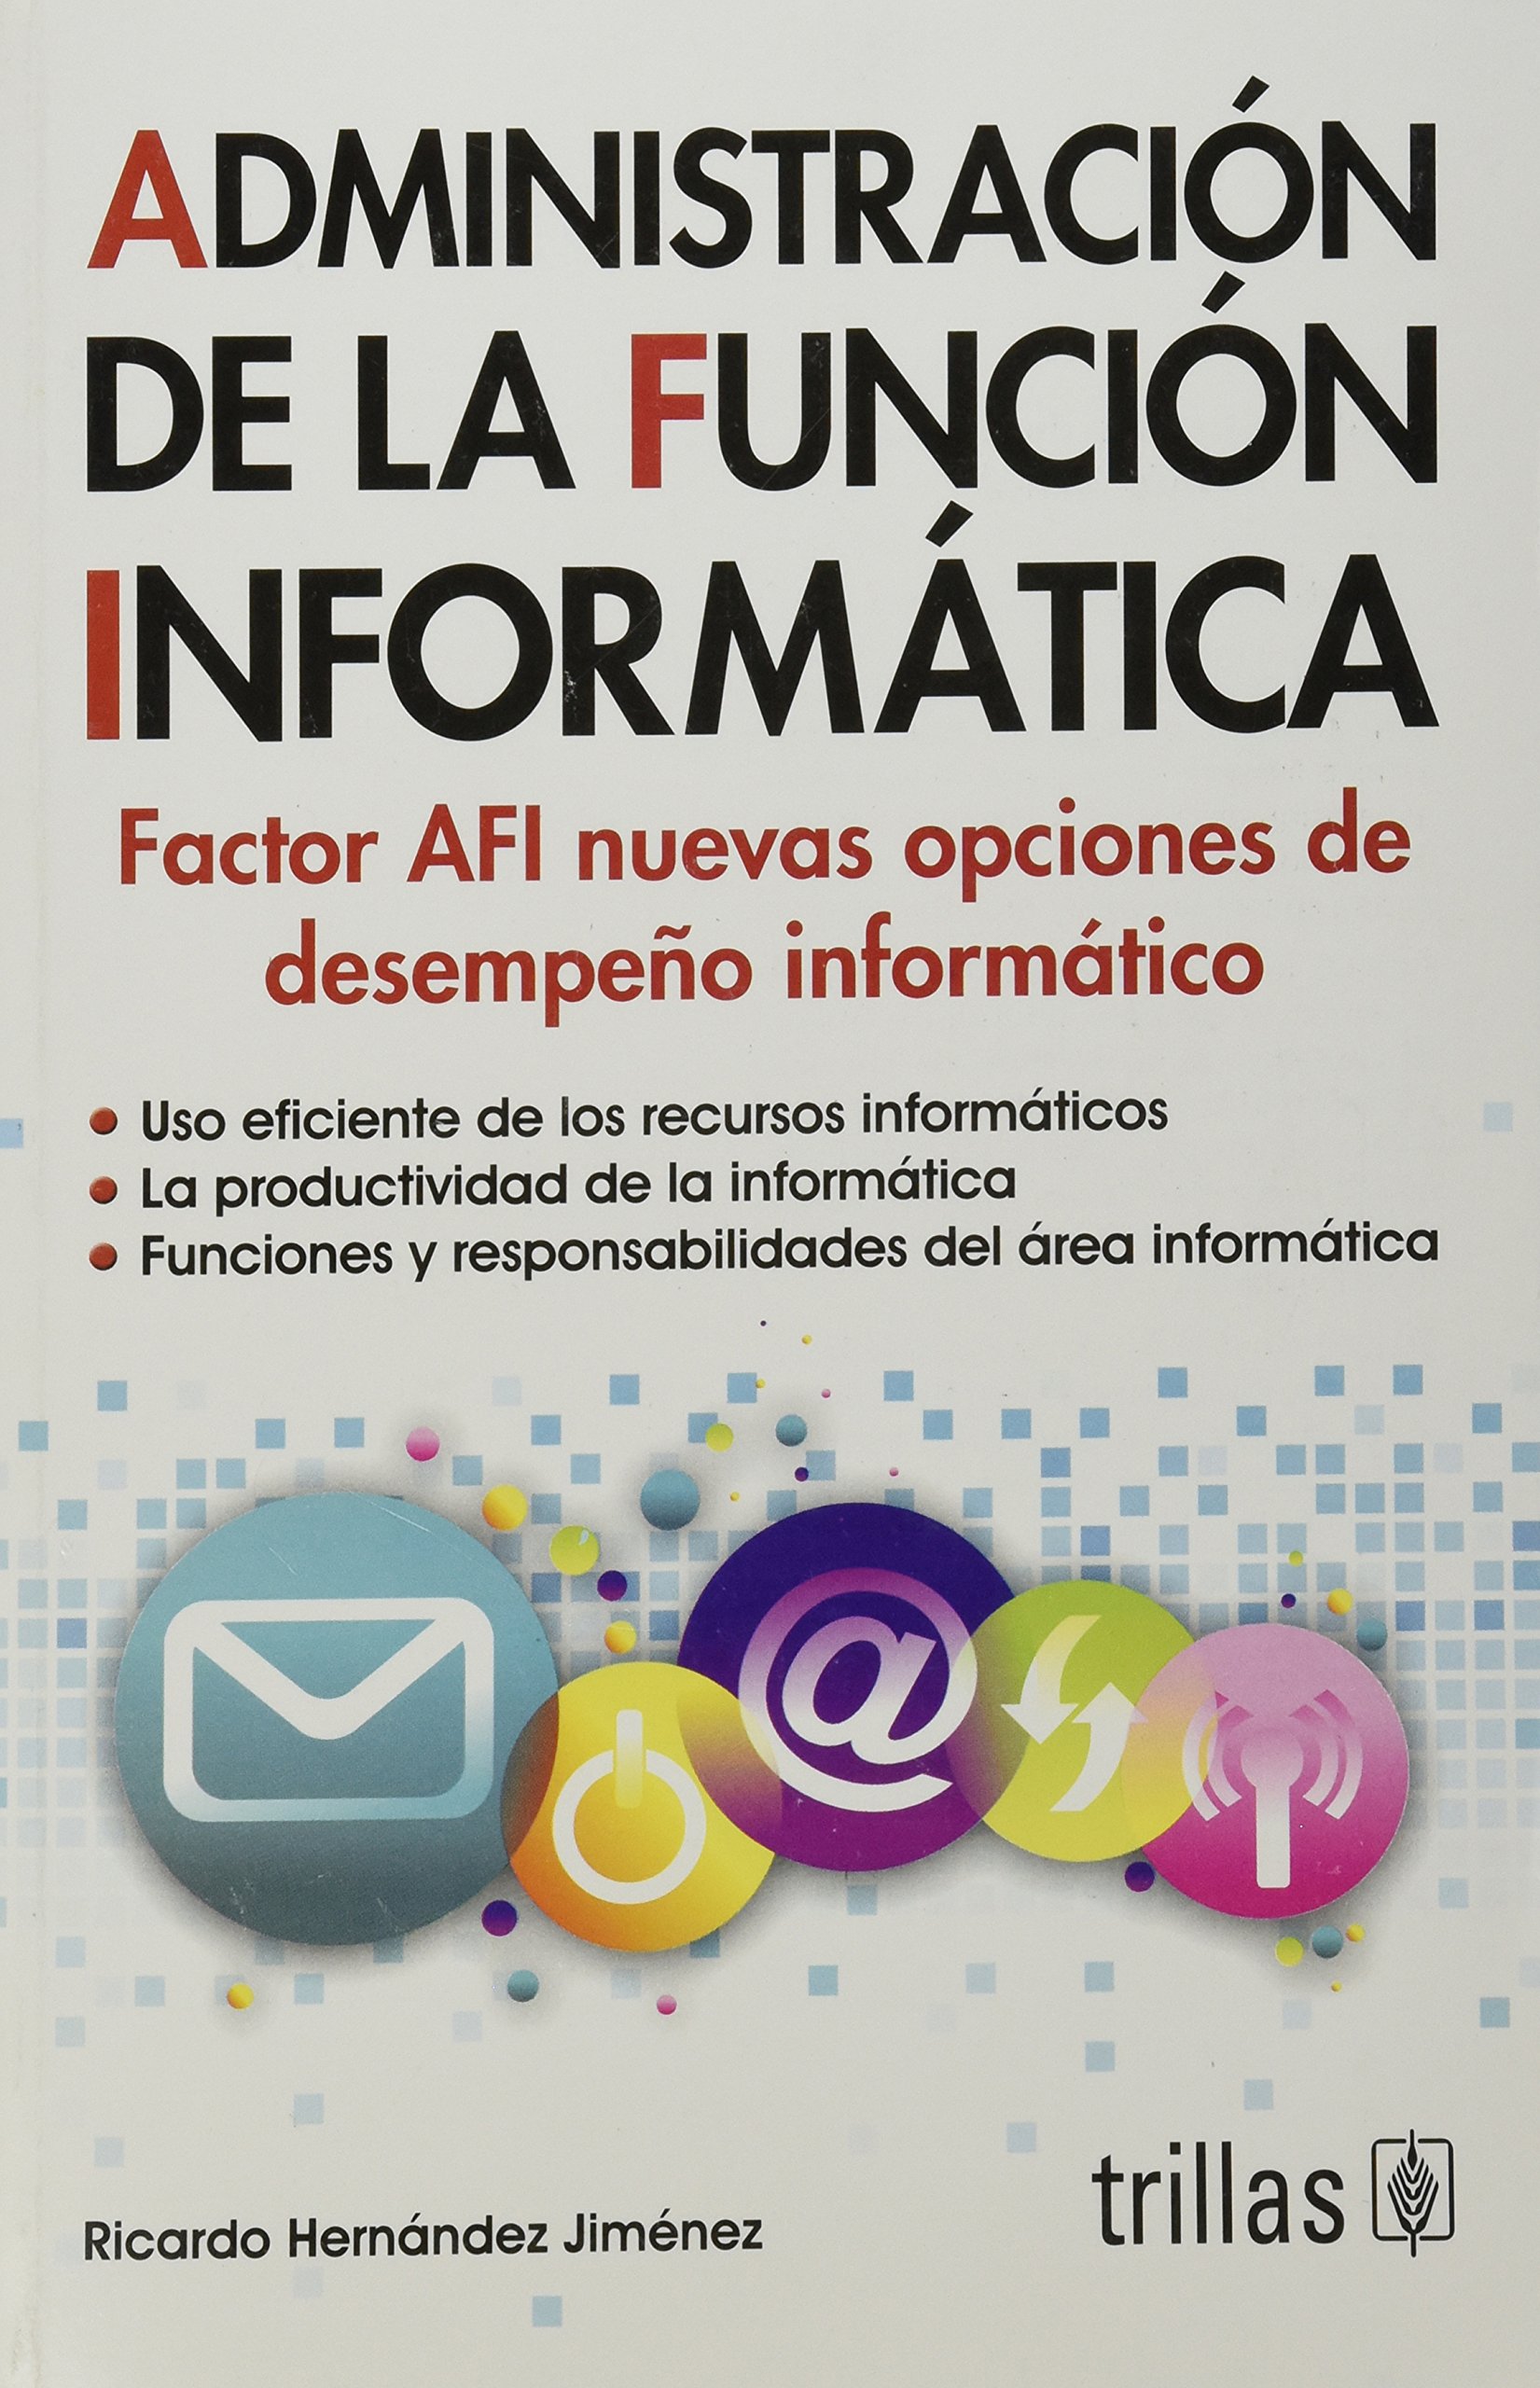 ADMINISTRACIÓN
DE LA FUNCIÓN
INFORMÁTICA
Factor AFI nuevas opciones de
desempeño informático
• Uso eficiente de los recursos informáticos
• La productividad de la informática
• Funciones y responsabilidades del área informática
@
Ricardo Hernández Jiménez
trillas